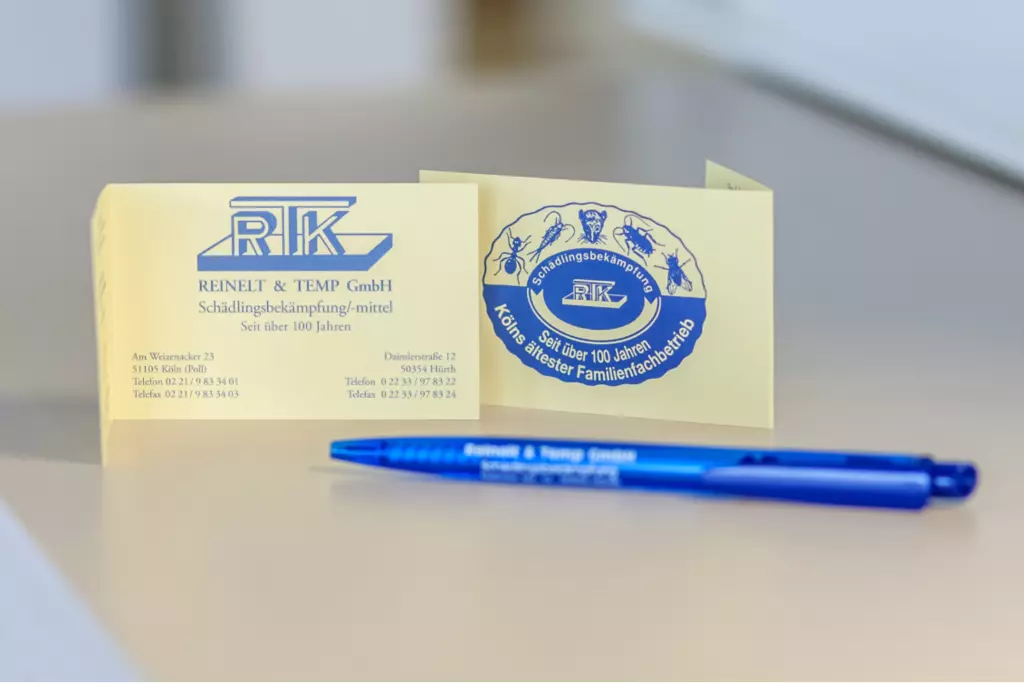 RTK
REINELT & TEMP GmbH
Schädlingsbekämpfung/-mittel
Seit über 100 Jahren
Am Weizenacker 23
51105 Köln (Poll)
Telefon 02 21 / 9 83 34 01
Telefax 02 21 / 9 83 34 03
Daimlerstraße 12
50354 Hürth
Telefon 0 22 33 / 97 83 22
Telefax 0 22 33 / 97 83 24
Schädlingsbekämpfung
RTK
Seit über 100 Jahren
Kölns ältester Familienfachbetrieb
Reinelt & Temp GmbH
Schädlingsbekämpfung